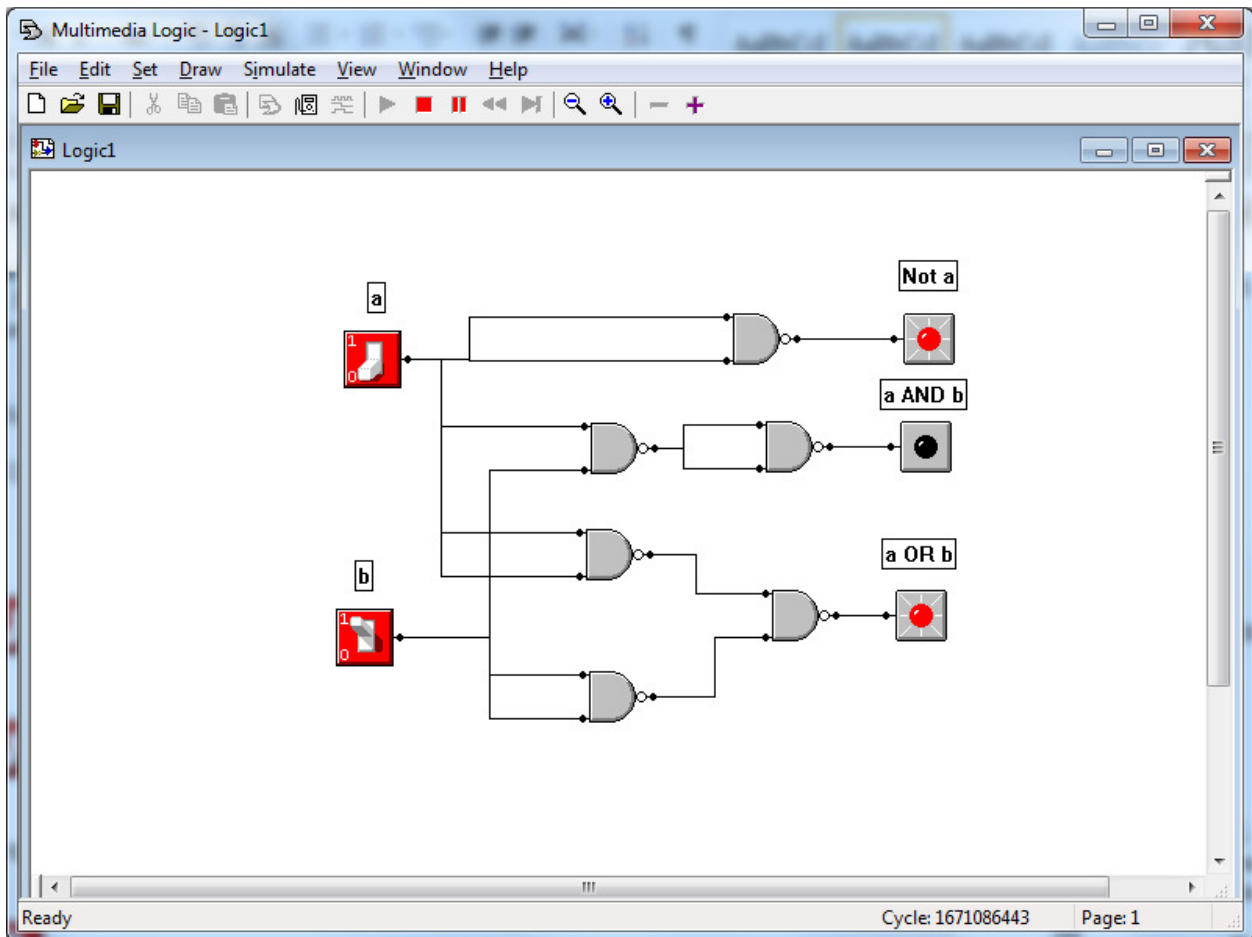 Multimedia Logic - Logic1
File Edit Set Draw Simulate View Window Help
Logic1
Not a
a
1
0
a AND b
a OR b
b
1
0
Ready Cycle: 1671086443 Page: 1